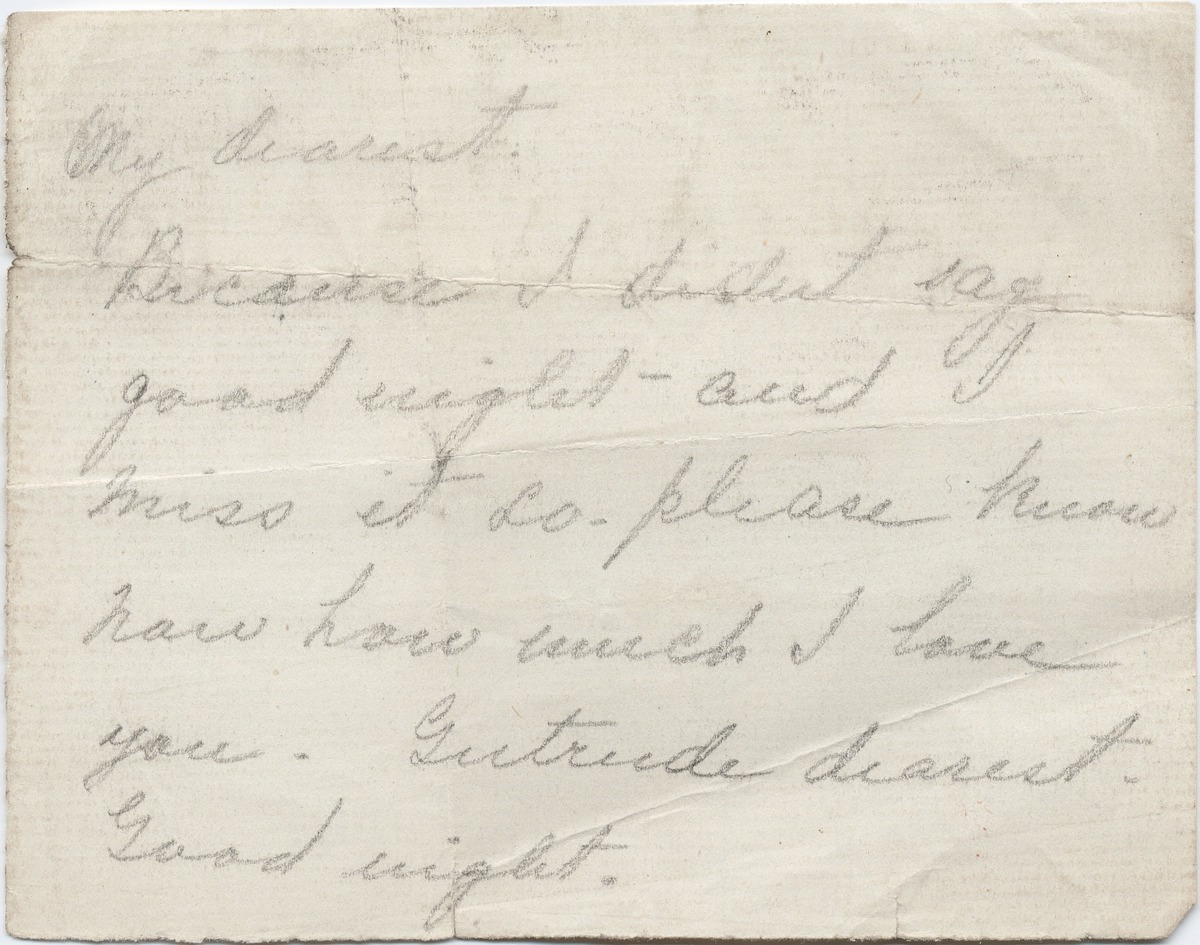 My dearest.
Because I didnt say
good night - and I
miss it so - please know
now how much I love
you - Gertrude dearest -
Good night.